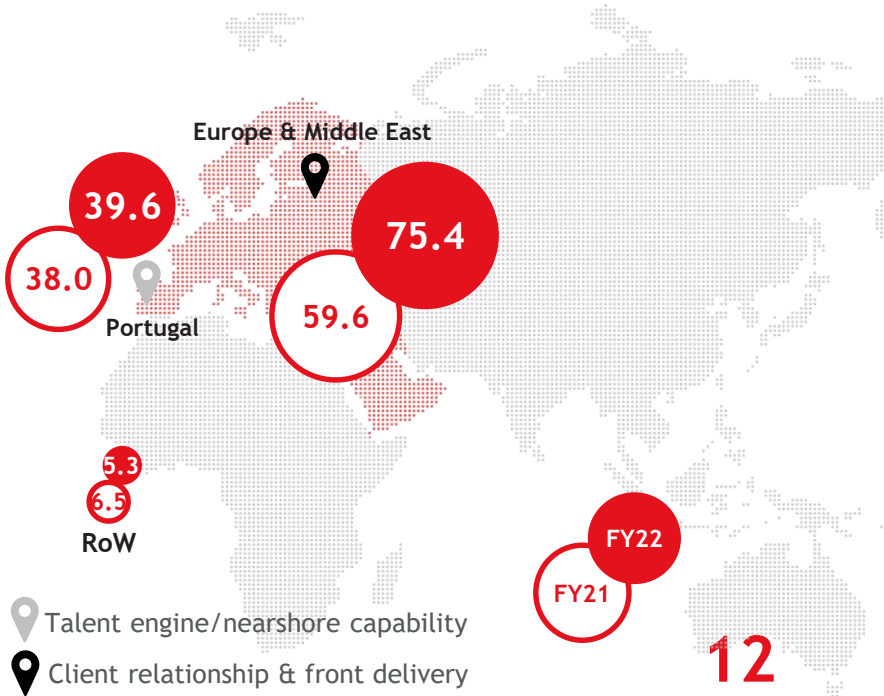 Europe & Middle East
39.6
75.4
38.0
59.6
Portugal
5.3
6.5
RoW
FY22
FY21
Talent engine/nearshore capability
12
Client relationship & front delivery